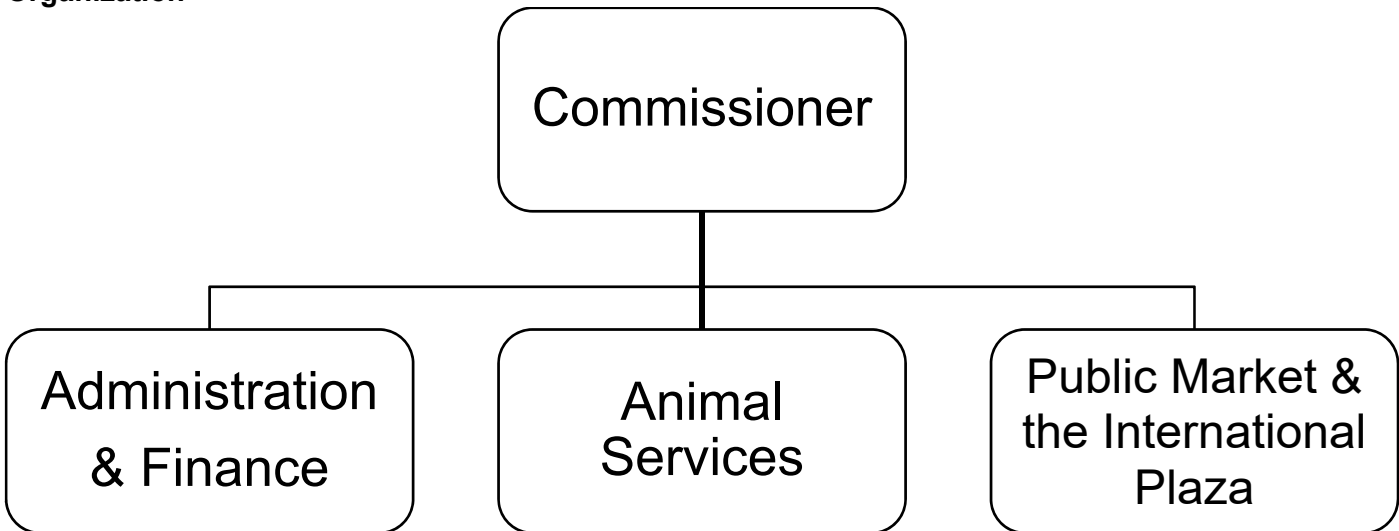 Organization
Commissioner
Administration
& Finance
Animal
Services
Public Market &
the International
Plaza